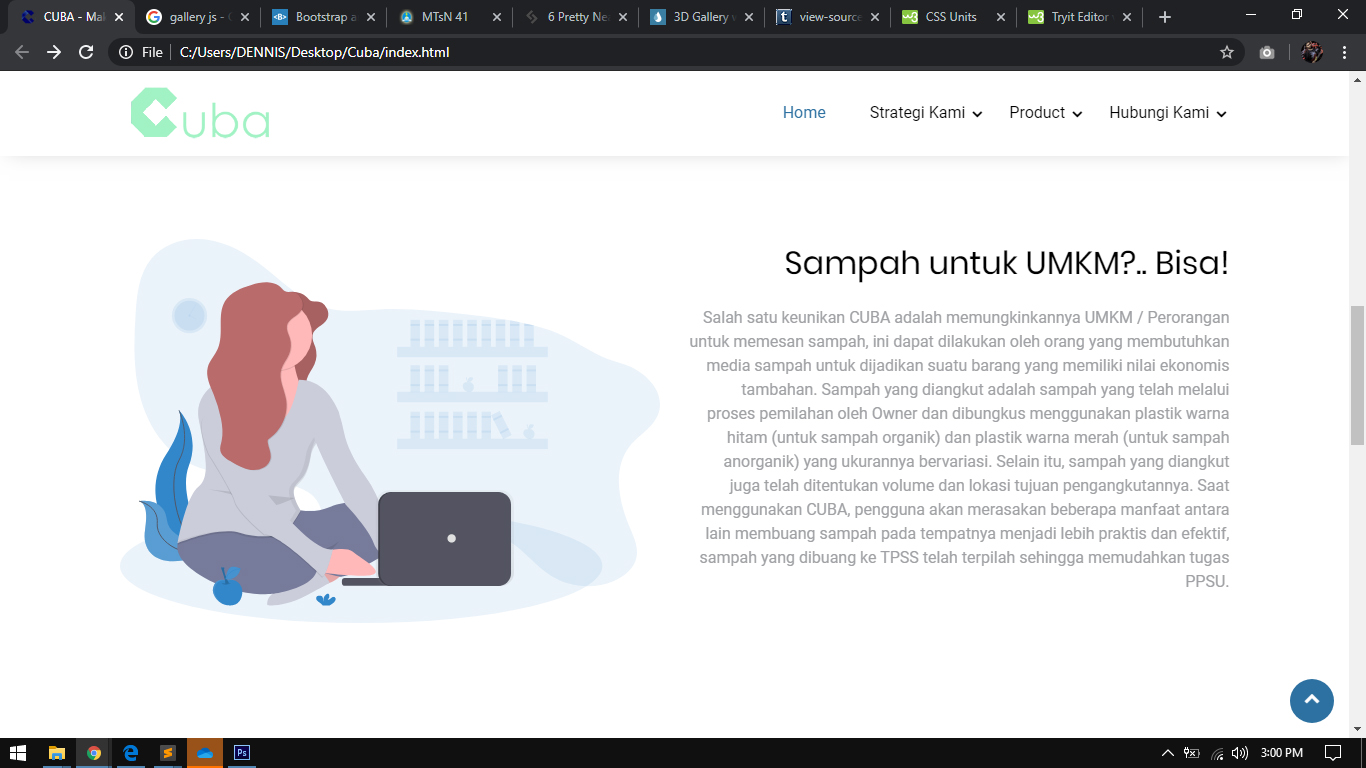 CUBA - Mak
gallery js - G
Bootstrap a
MTsN 41
6 Pretty Nea
3D Gallery w
view-source
CSS Units
Tryit Editor
File
C:/Users/DENNIS/Desktop/Cuba/index.html
Cuba
Home
Strategi Kami
Product
Hubungi Kami
Sampah untuk UMKM?.. Bisa!
Salah satu keunikan CUBA adalah memungkinkannya UMKM / Perorangan
untuk memesan sampah, ini dapat dilakukan oleh orang yang membutuhkan
media sampah untuk dijadikan suatu barang yang memiliki nilai ekonomis
tambahan. Sampah yang diangkut adalah sampah yang telah melalui
proses pemilahan oleh Owner dan dibungkus menggunakan plastik warna
hitam (untuk sampah organik) dan plastik warna merah (untuk sampah
anorganik) yang ukurannya bervariasi. Selain itu, sampah yang diangkut
juga telah ditentukan volume dan lokasi tujuan pengangkutannya. Saat
menggunakan CUBA, pengguna akan merasakan beberapa manfaat antara
lain membuang sampah pada tempatnya menjadi lebih praktis dan efektif,
sampah yang dibuang ke TPSS telah terpilah sehingga memudahkan tugas
PPSU.
Ps
3:00 PM